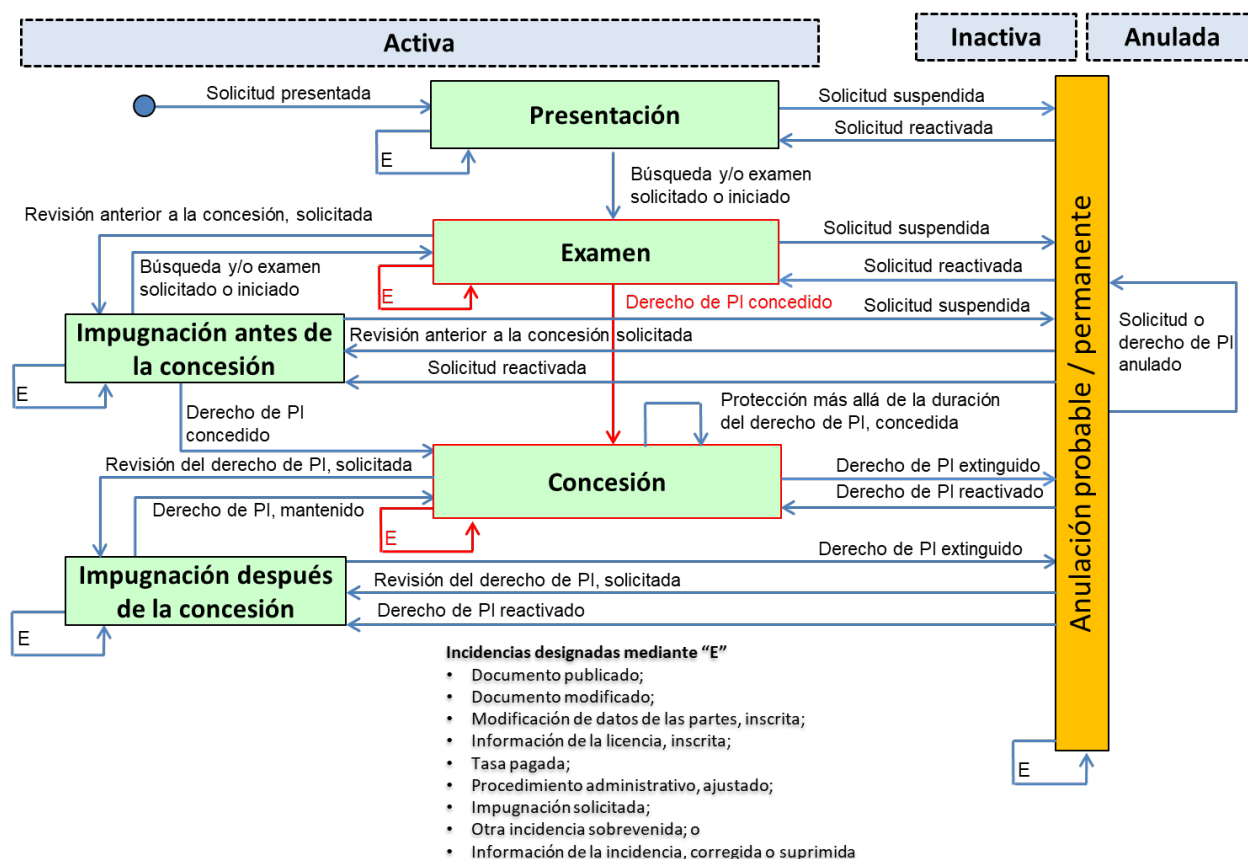 Activa
Inactiva
Anulada
Solicitud presentada
Presentación
Solicitud suspendida
Solicitud reactivada
E
Búsqueda y/o examen
solicitado o iniciado
Revisión anterior a la concesión, solicitada
Examen
Solicitud suspendida
Solicitud reactivada
Búsqueda y/o examen
solicitado o iniciado
E
Derecho de PI concedido
Solicitud suspendida
Impugnación antes de
la concesión
Revisión anterior a la concesión solicitada
Solicitud reactivada
E
Solicitud o
derecho de PI
anulado
Anulación probable / permanente
Derecho de PI
concedido
Protección más allá de la duración
del derecho de PI, concedida
Revisión del derecho de PI, solicitada
Concesión
Derecho de PI extinguido
Derecho de PI reactivado
Derecho de PI, mantenido
E
Derecho de PI extinguido
Impugnación después
de la concesión
Revisión del derecho de PI, solicitada
Derecho de PI reactivado
E
Incidencias designadas mediante “E”
• Documento publicado;
• Documento modificado;
• Modificación de datos de las partes, inscrita;
• Información de la licencia, inscrita;
• Tasa pagada;
• Procedimiento administrativo, ajustado;
• Impugnación solicitada;
• Otra incidencia sobrevenida; o
• Información de la incidencia, corregida o suprimida
E